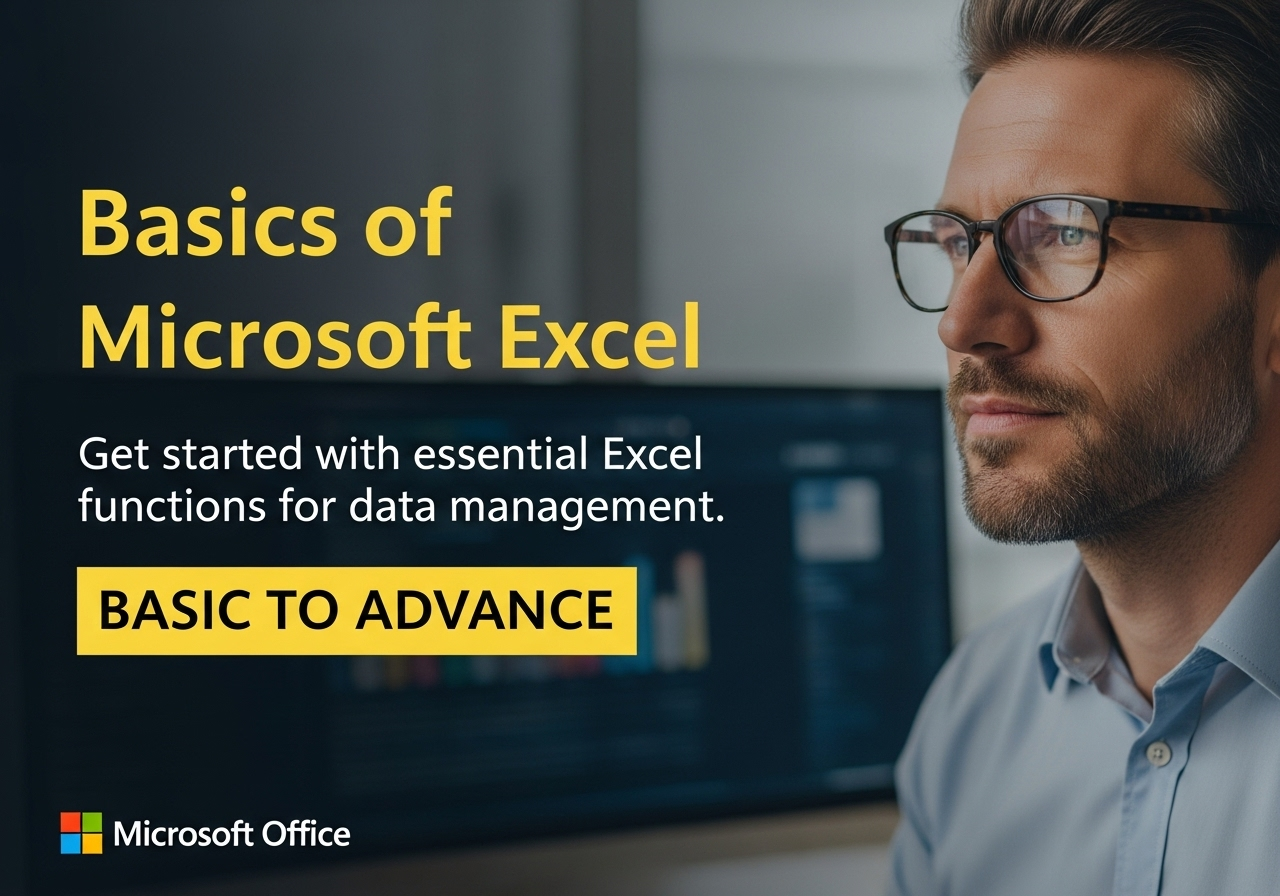 Basics of
Microsoft Excel
Get started with essential Excel
functions for data management.
BASIC TO ADVANCE
Microsoft Office